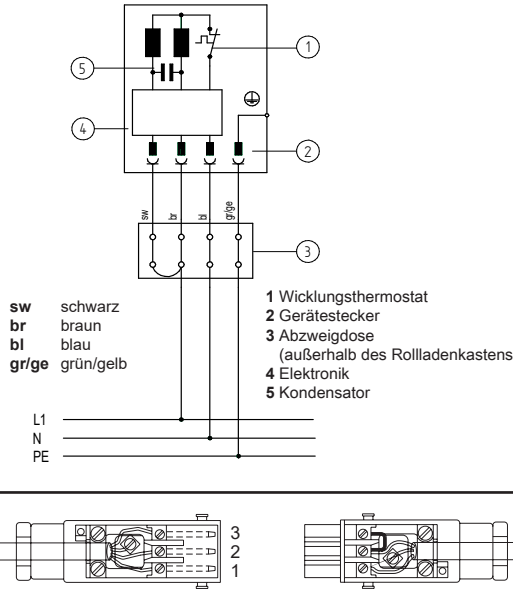 1
5
4
2
sw
br
bl
gr/ge
3
sw schwarz
br braun
bl blau
gr/ge grün/gelb
1 Wicklungsthermostat
2 Gerätestecker
3 Abzweigdose
(außerhalb des Rollladenkastens
4 Elektronik
5 Kondensator
L1
N
PE
3
2
1